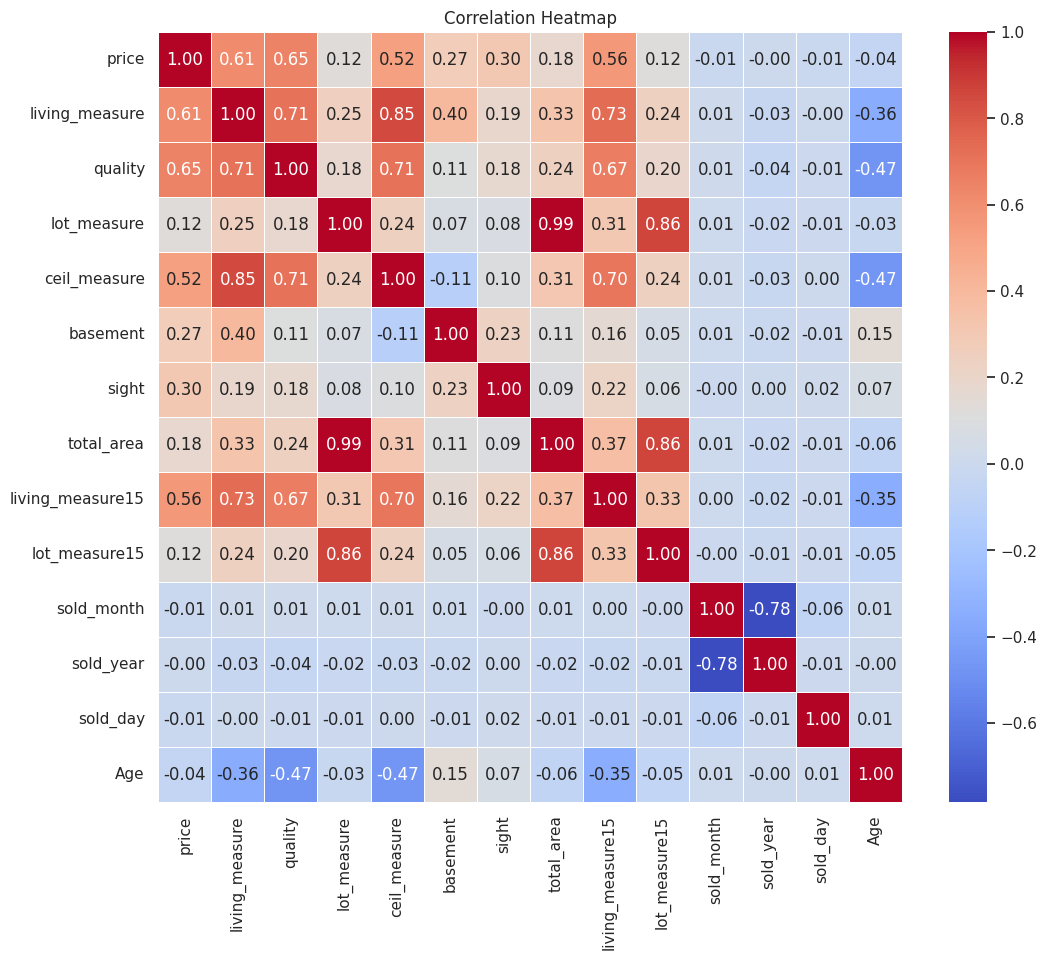 Correlation Heatmap
price 1.00 0.61 0.65 0.12 0.52 0.27 0.30 0.18 0.56 0.12 -0.01 -0.00 -0.01 -0.04
living_measure 0.61 1.00 0.71 0.25 0.85 0.40 0.19 0.33 0.73 0.24 0.01 -0.03 -0.00 -0.36
quality 0.65 0.71 1.00 0.18 0.71 0.11 0.18 0.24 0.67 0.20 0.01 -0.04 -0.01 -0.47
lot_measure 0.12 0.25 0.18 1.00 0.24 0.07 0.08 0.99 0.31 0.86 0.01 -0.02 -0.01 -0.03
ceil_measure 0.52 0.85 0.71 0.24 1.00 -0.11 0.10 0.31 0.70 0.24 0.01 -0.03 0.00 -0.47
basement 0.27 0.40 0.11 0.07 -0.11 1.00 0.23 0.11 0.16 0.05 0.01 -0.02 -0.01 0.15
sight 0.30 0.19 0.18 0.08 0.10 0.23 1.00 0.09 0.22 0.06 -0.00 0.00 0.02 0.07
total_area 0.18 0.33 0.24 0.99 0.31 0.11 0.09 1.00 0.37 0.86 0.01 -0.02 -0.01 -0.06
living_measure15 0.56 0.73 0.67 0.31 0.70 0.16 0.22 0.37 1.00 0.33 0.00 -0.02 -0.01 -0.35
lot_measure15 0.12 0.24 0.20 0.86 0.24 0.05 0.06 0.86 0.33 1.00 -0.00 -0.01 -0.01 -0.05
sold_month -0.01 0.01 0.01 0.01 0.01 0.01 -0.00 0.01 0.00 -0.00 1.00 -0.78 -0.06 0.01
sold_year -0.00 -0.03 -0.04 -0.02 -0.03 -0.02 0.00 -0.02 -0.02 -0.01 -0.78 1.00 -0.01 -0.00
sold_day -0.01 -0.00 -0.01 -0.01 0.00 -0.01 0.02 -0.01 -0.01 -0.01 -0.06 -0.01 1.00 0.01
Age -0.04 -0.36 -0.47 -0.03 -0.47 0.15 0.07 -0.06 -0.35 -0.05 0.01 -0.00 0.01 1.00
price living_measure quality lot_measure ceil_measure basement sight total_area living_measure15 lot_measure15 sold_month sold_year sold_day Age
1.0
0.8
0.6
0.4
0.2
0.0
−0.2
−0.4
−0.6